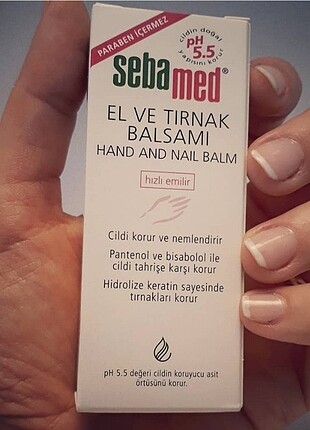 PARABEN İÇERMEZ
cildin doğal
pH
5.5
yapısını korur
sebamed®
EL VE TIRNAK
BALSAMI
HAND AND NAIL BALM
hızlı emilir
Cildi korur ve nemlendirir
Pantenol ve bisabolol ile
cildi tahrişe karşı korur
Hidrolize keratin sayesinde
tırnakları korur
pH 5.5 değeri cildin koruyucu asit
örtüsünü korur.